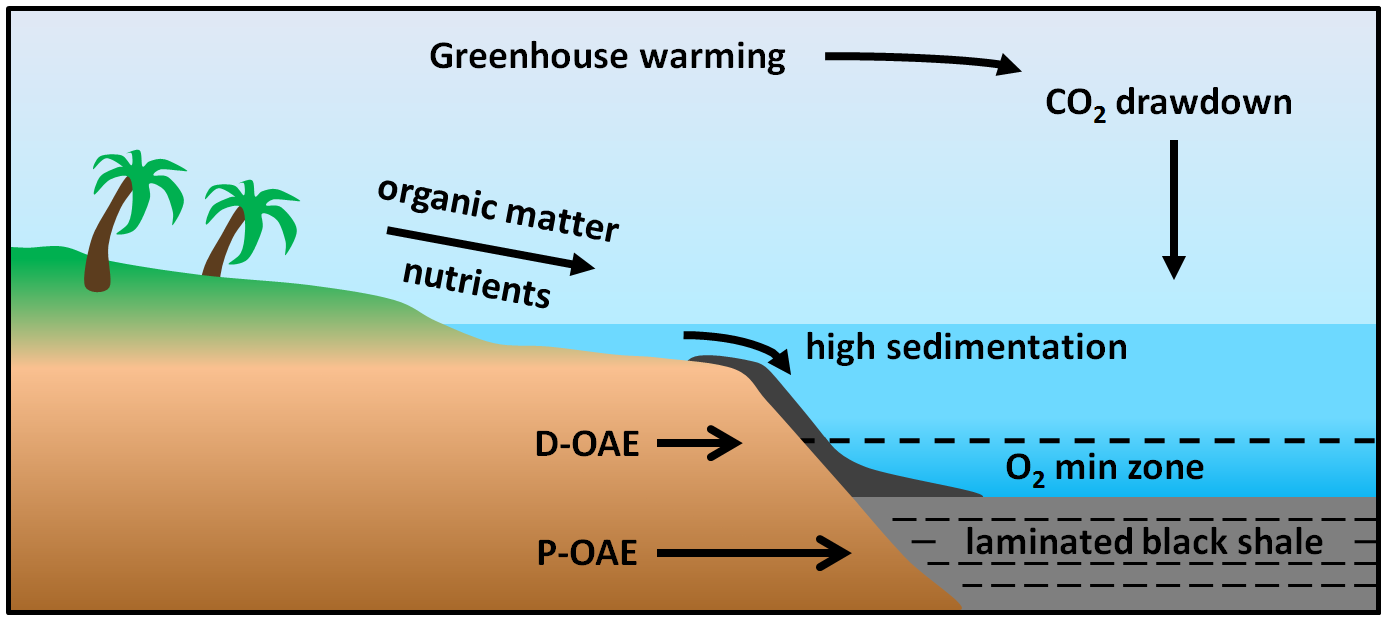 Greenhouse warming
CO₂ drawdown
organic matter
nutrients
high sedimentation
D-OAE
O₂ min zone
P-OAE
laminated black shale